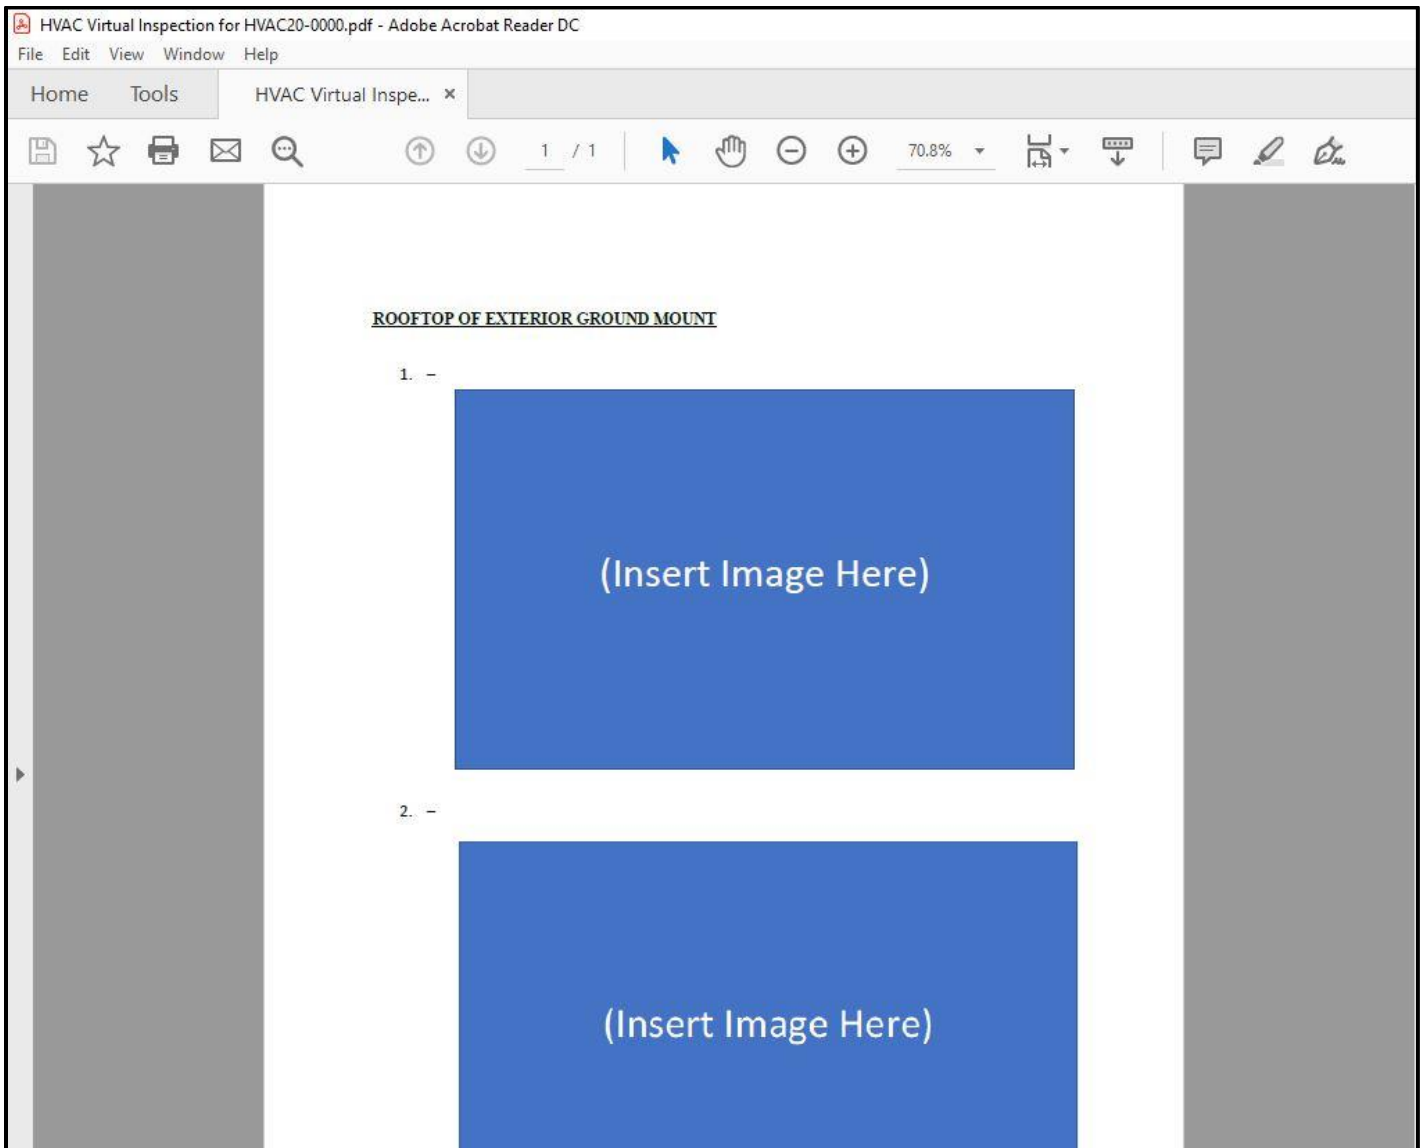 HVAC Virtual Inspection for HVAC20-0000.pdf - Adobe Acrobat Reader DC
File Edit View Window Help
Home Tools HVAC Virtual Inspe... ×
1 / 1 70.8%
ROOFTOP OF EXTERIOR GROUND MOUNT
1. –
(Insert Image Here)
2. –
(Insert Image Here)